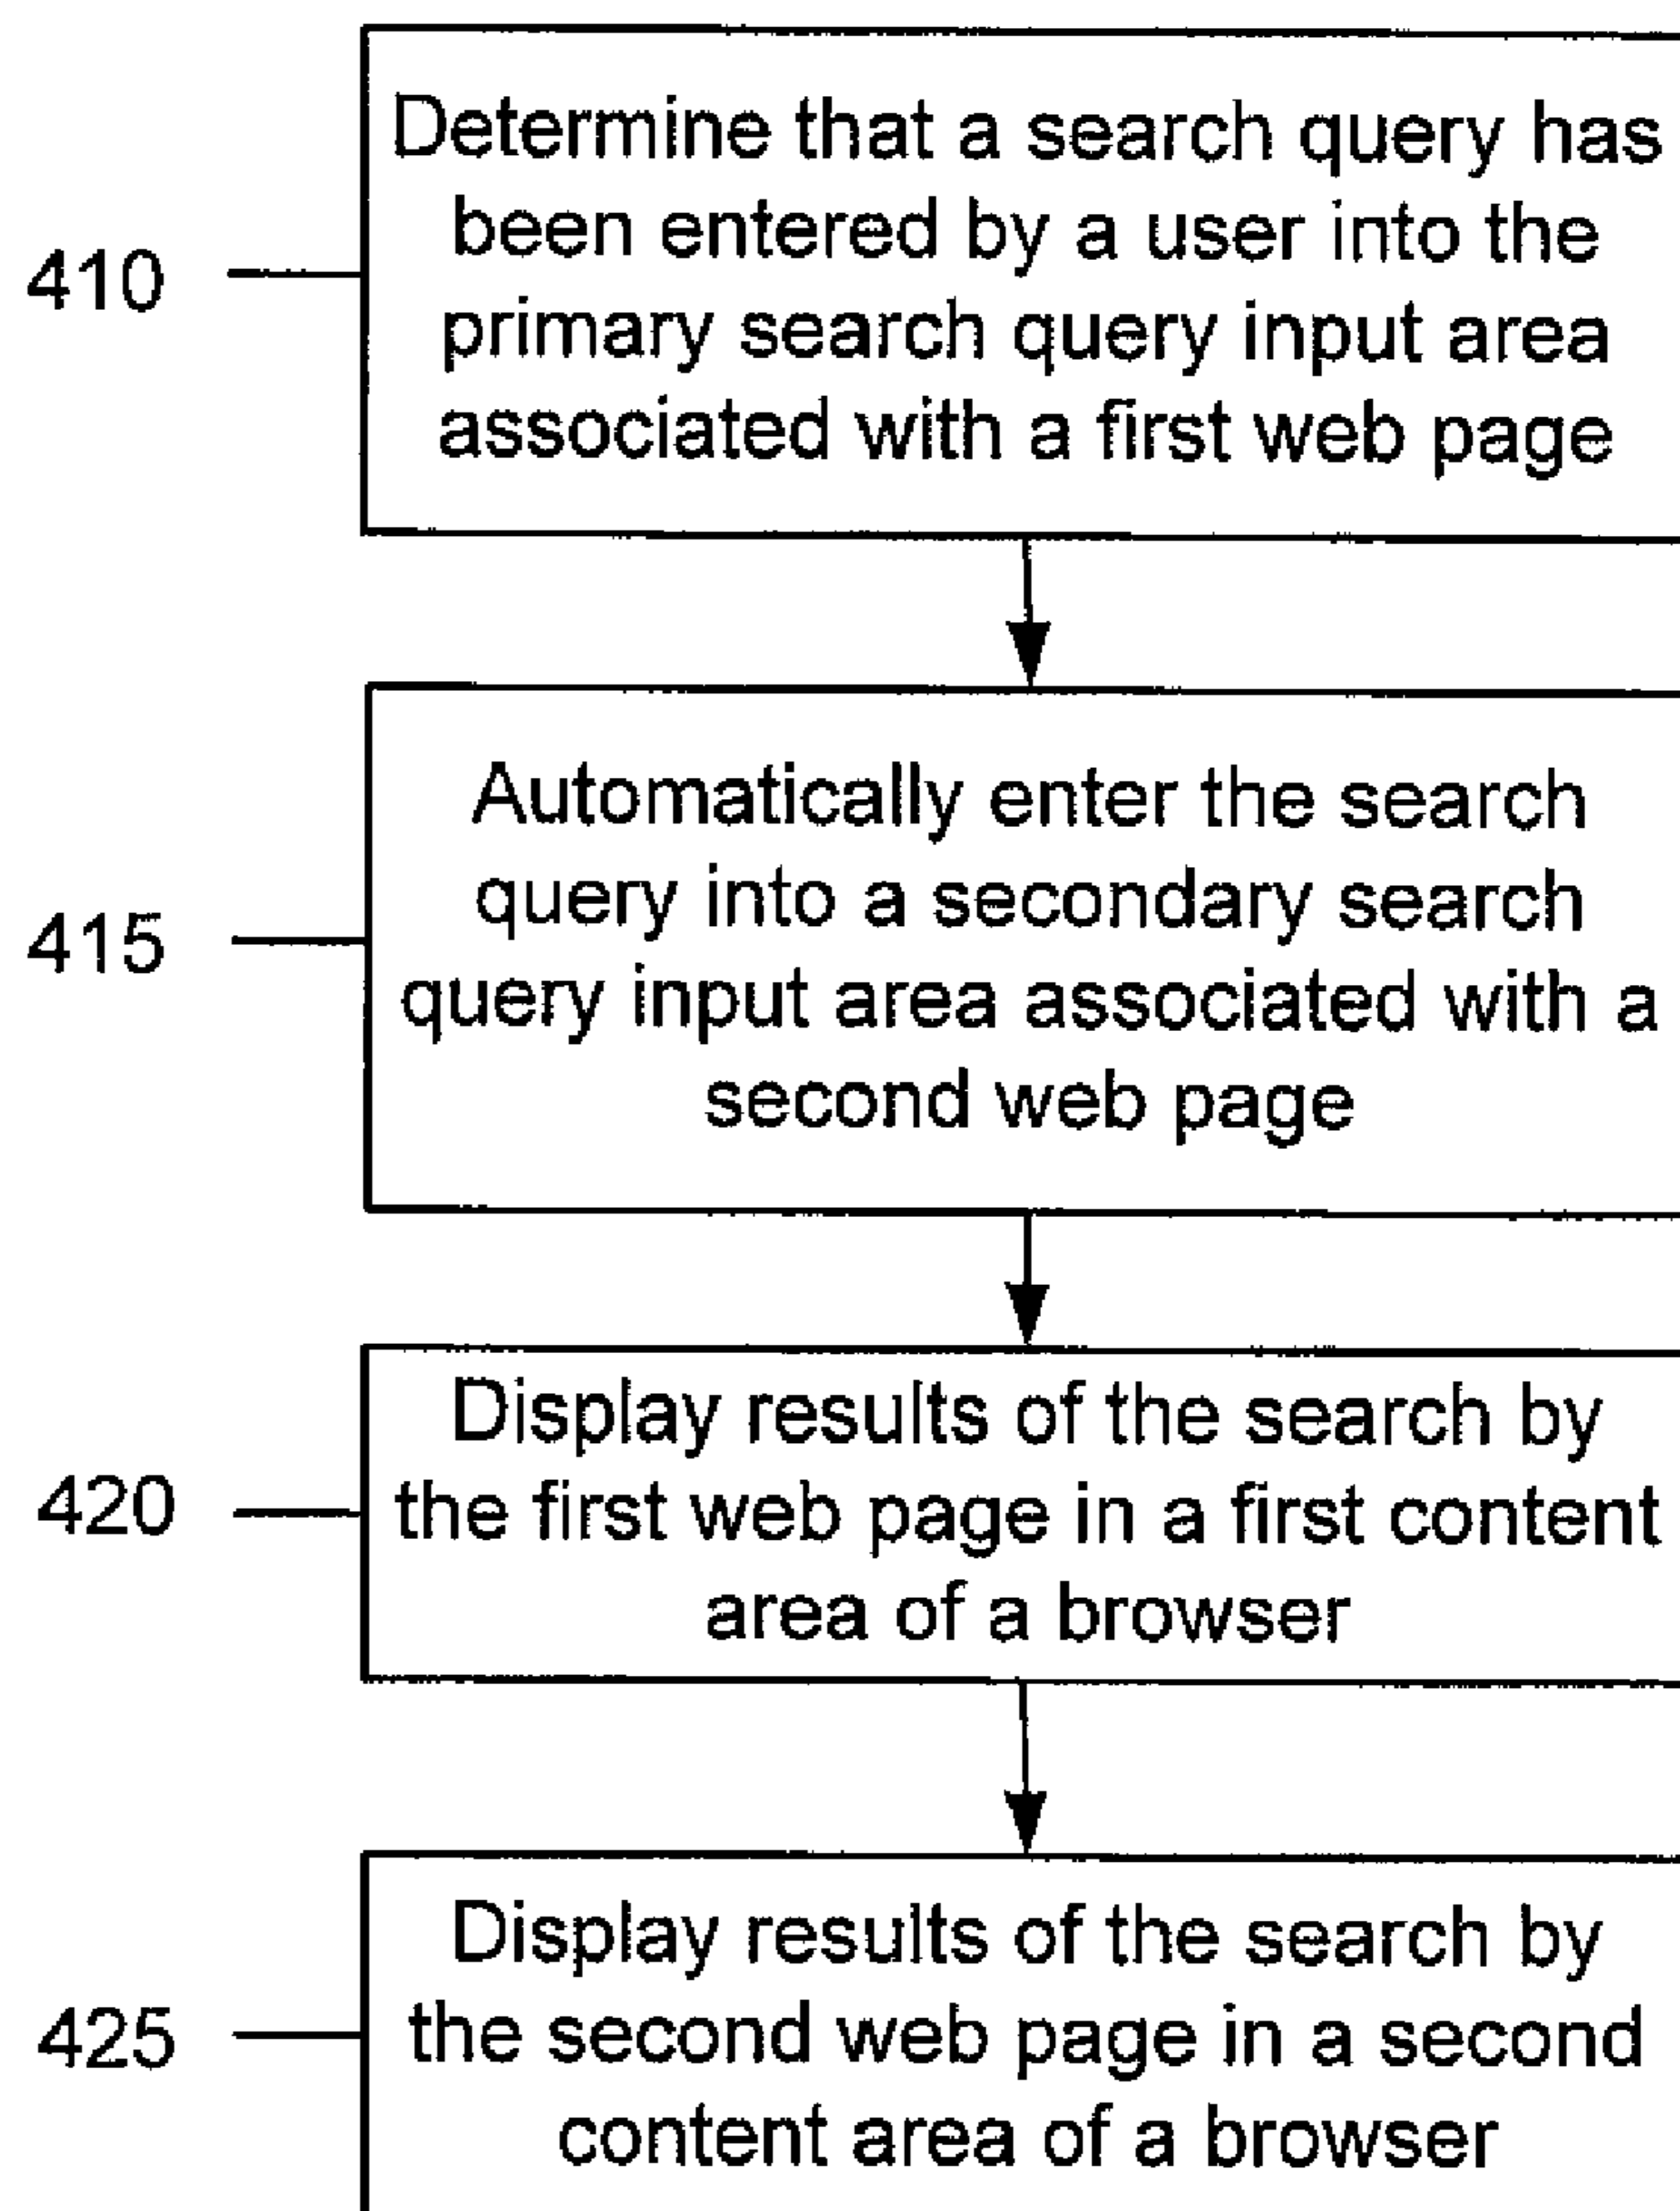 Determine that a search query has
been entered by a user into the
410
primary search query input area
associated with a first web page
Automatically enter the search
query into a secondary search
415
query input area associated with a
second web page
Display results of the search by
420
the first web page in a first content
area of a browser
Display results of the search by
425
the second web page in a second
content area of a browser